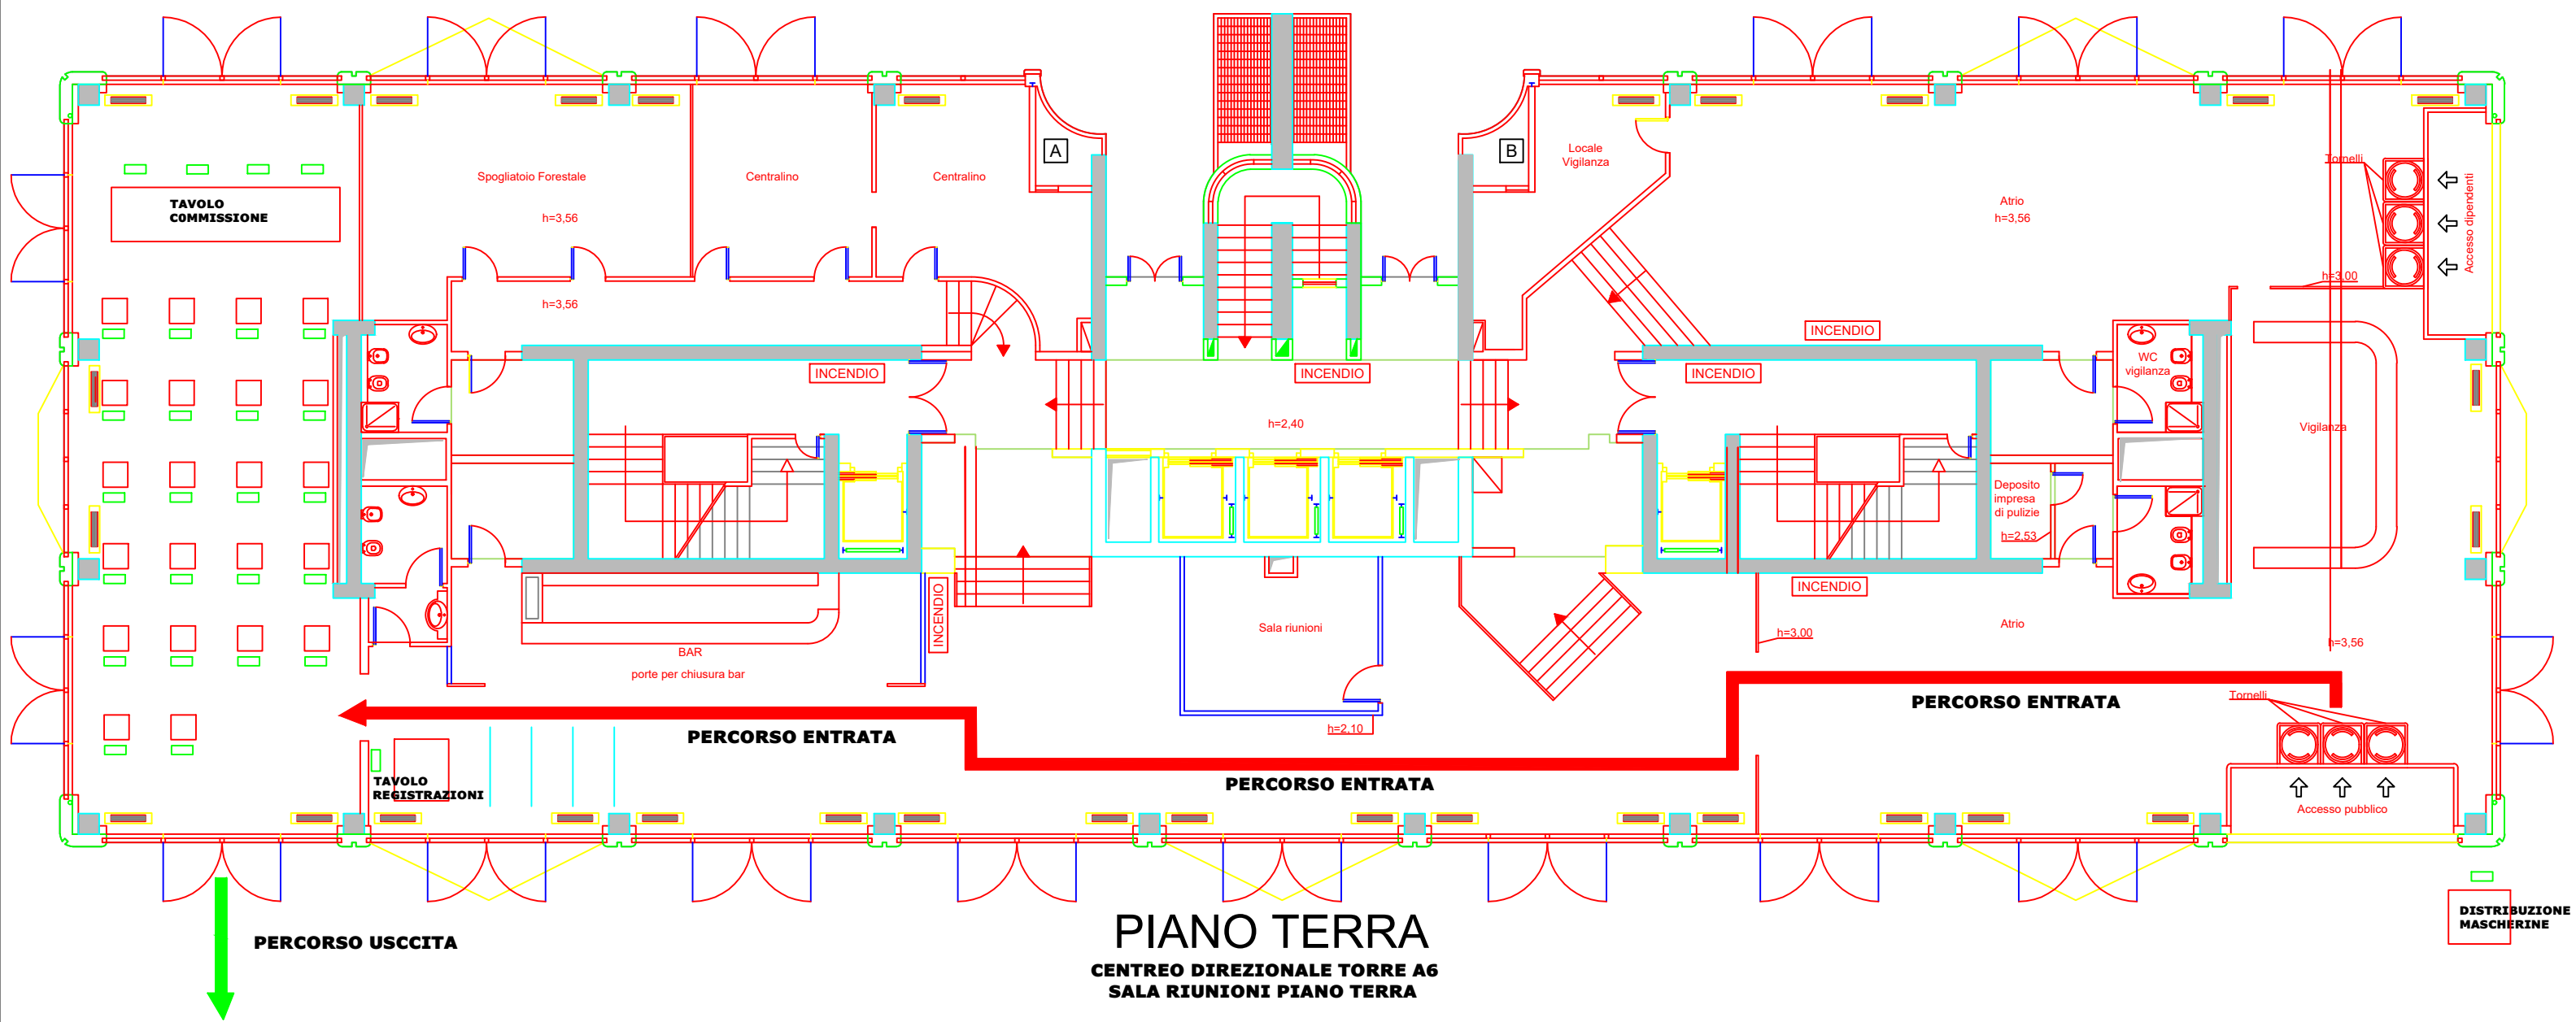 A
B
Locale
Vigilanza
Tornelli
Accesso dipendenti
TAVOLO
COMMISSIONE
Spogliatoio Forestale
Centralino
Centralino
h=3,56
Atrio
h=3,56
h=3.00
h=3,56
INCENDIO
INCENDIO
INCENDIO
INCENDIO
WC
vigilanza
h=2,40
Vigilanza
Deposito
impresa
di pulizie
h=2.53
INCENDIO
INCENDIO
Sala riunioni
h=3.00
Atrio
h=3,56
BAR
porte per chiusura bar
Tornelli
PERCORSO ENTRATA
h=2,10
PERCORSO ENTRATA
PERCORSO ENTRATA
TAVOLO
REGISTRAZIONI
Accesso pubblico
PIANO TERRA
DISTRIBUZIONE
MASCHERINE
PERCORSO USCCITA
CENTREO DIREZIONALE TORRE A6
SALA RIUNIONI PIANO TERRA